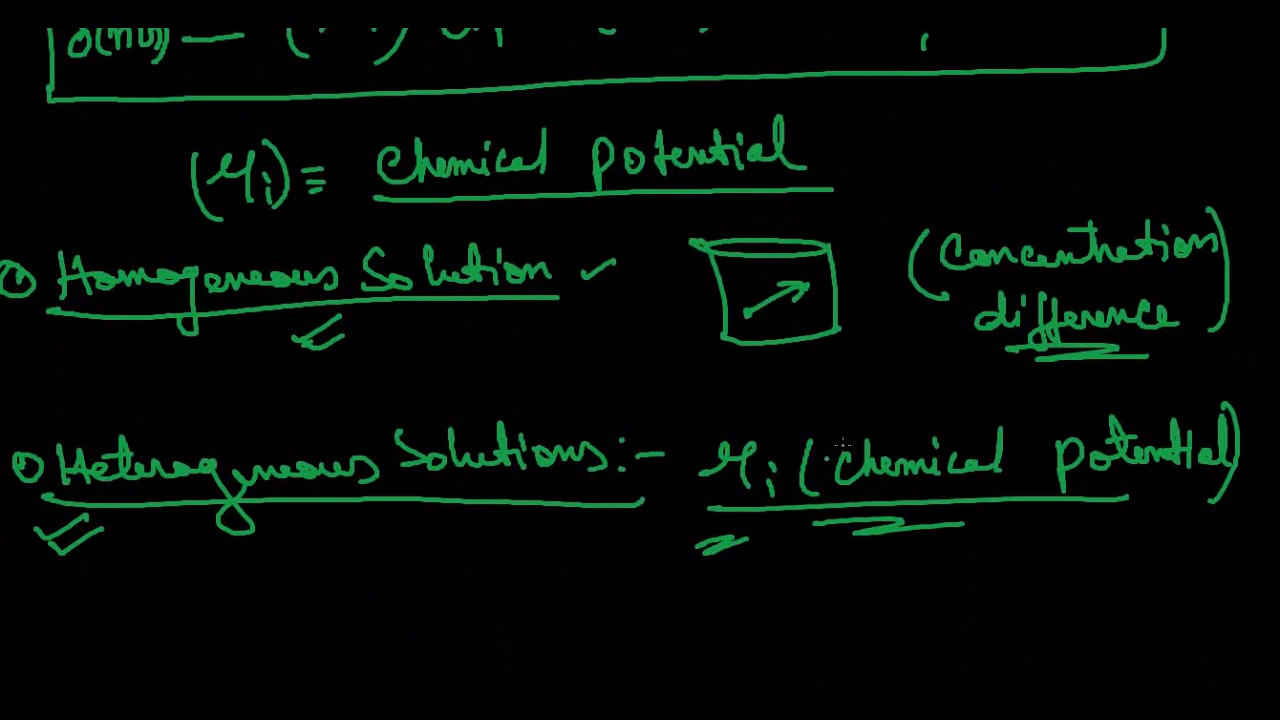 (μi) ≡ Chemical Potential
Homogeneous Solution ✓ (Concentration
difference)
Heterogeneous Solutions:- μi (Chemical Potential)